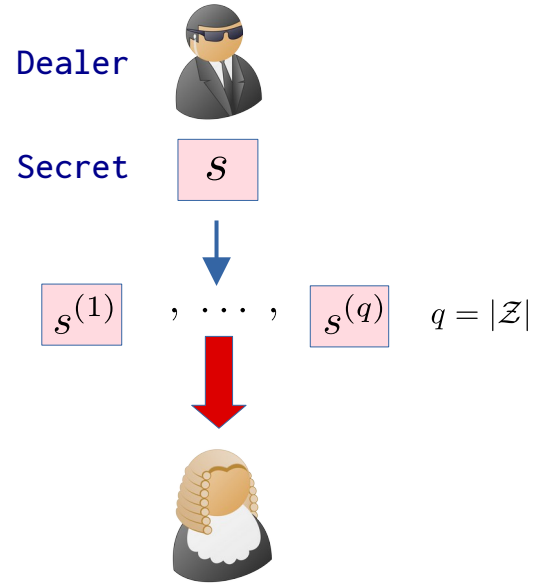 Dealer
Secret s
s^{(1)} , ... , s^{(q)} q = |𝒵|